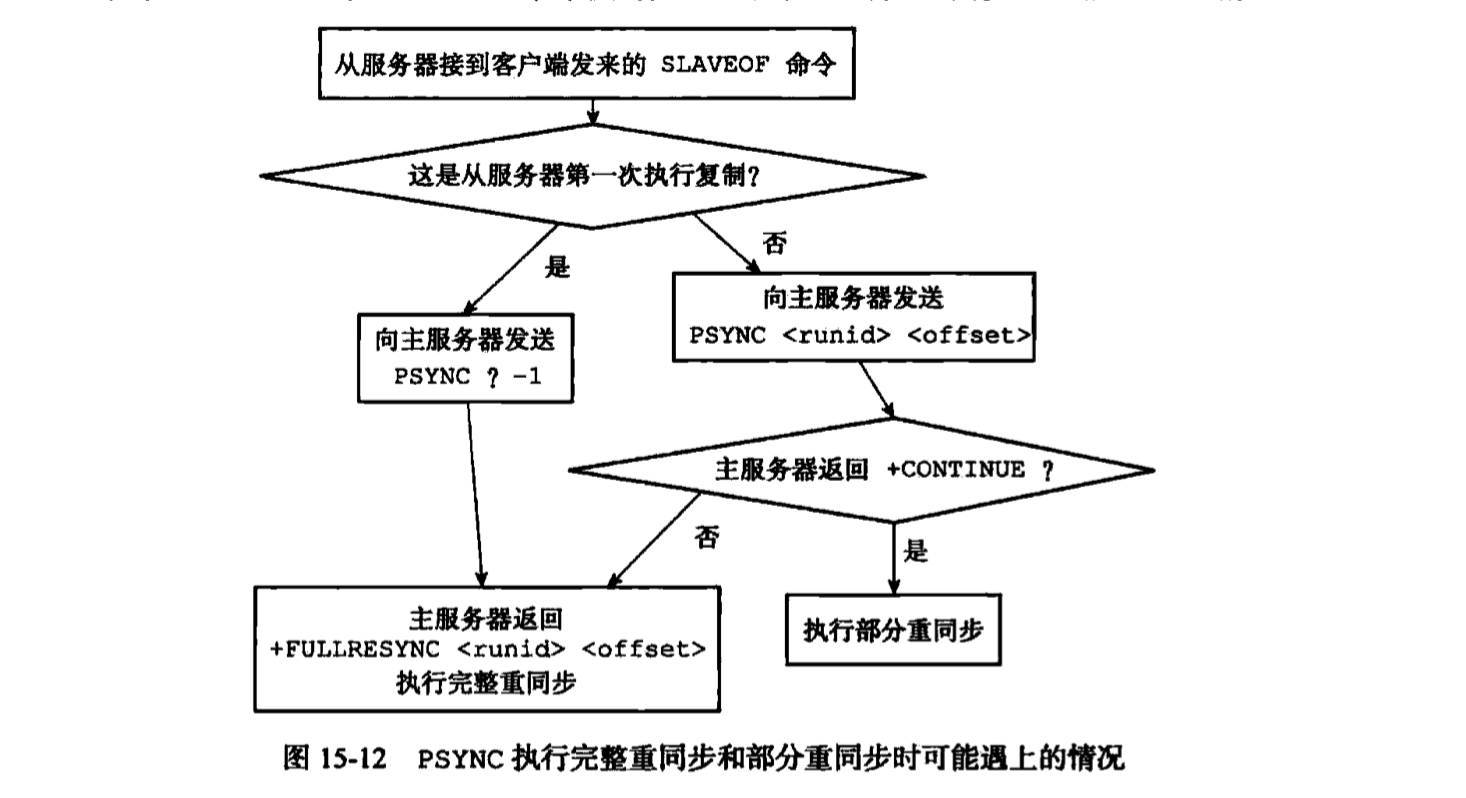 从服务器接到客户端发来的 SLAVEOF 命令
这是从服务器第一次执行复制?
是
否
向主服务器发送
PSYNC ? -1
向主服务器发送
PSYNC <runid> <offset>
主服务器返回 +CONTINUE ?
否
是
主服务器返回
+FULLRESYNC <runid> <offset>
执行完整重同步
执行部分重同步
图 15-12 PSYNC 执行完整重同步和部分重同步时可能遇上的情况